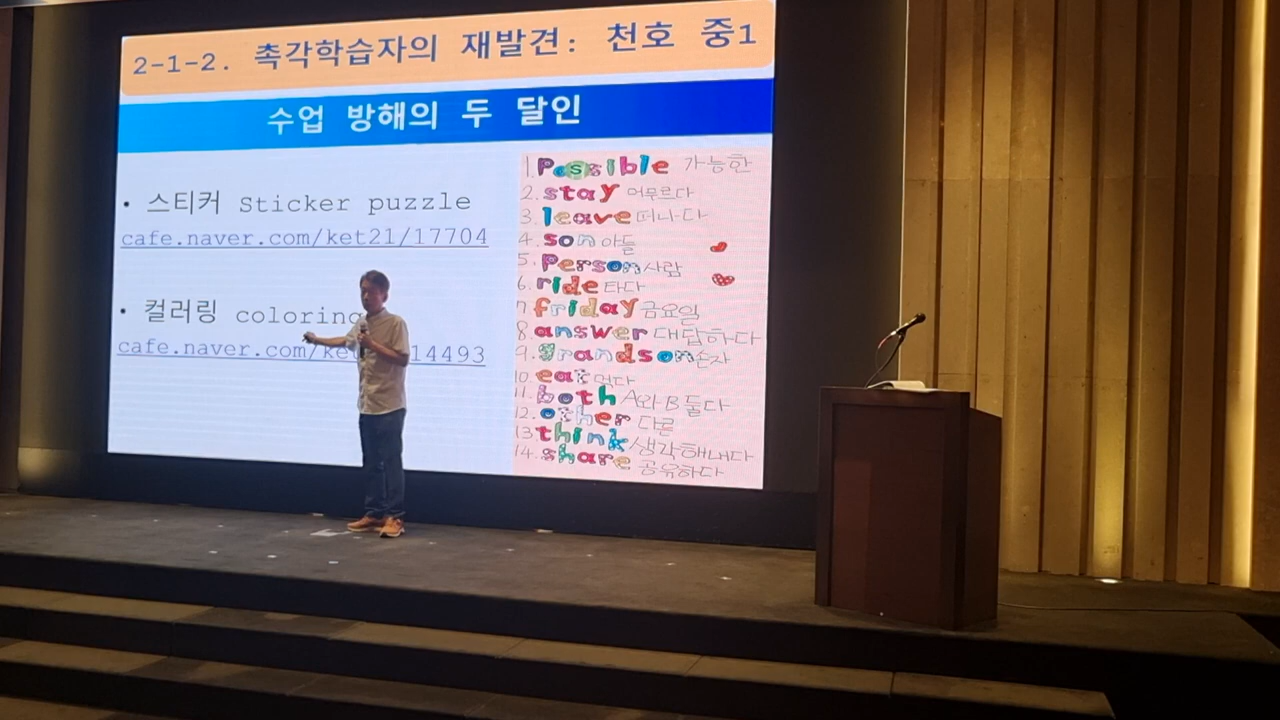 2-1-2. 촉각학습자의 재발견: 천호 중1
수업 방해의 두 달인
• 스티커 Sticker puzzle
cafe.naver.com/ket21/17704
• 컬러링 coloring
cafe.naver.com/ket 14493
1. Possible 가능한
2. stay 머무르다
3. leave 떠나다
4. son 아들
5. Person 사람
6. ride 타다
7 friday 금요일
8. answer 대답하다
9. grandson 손자
10. eat 먹다
11. both A와 B 둘다
12. other 다른
13 think 생각해내다
14. share 공유하다